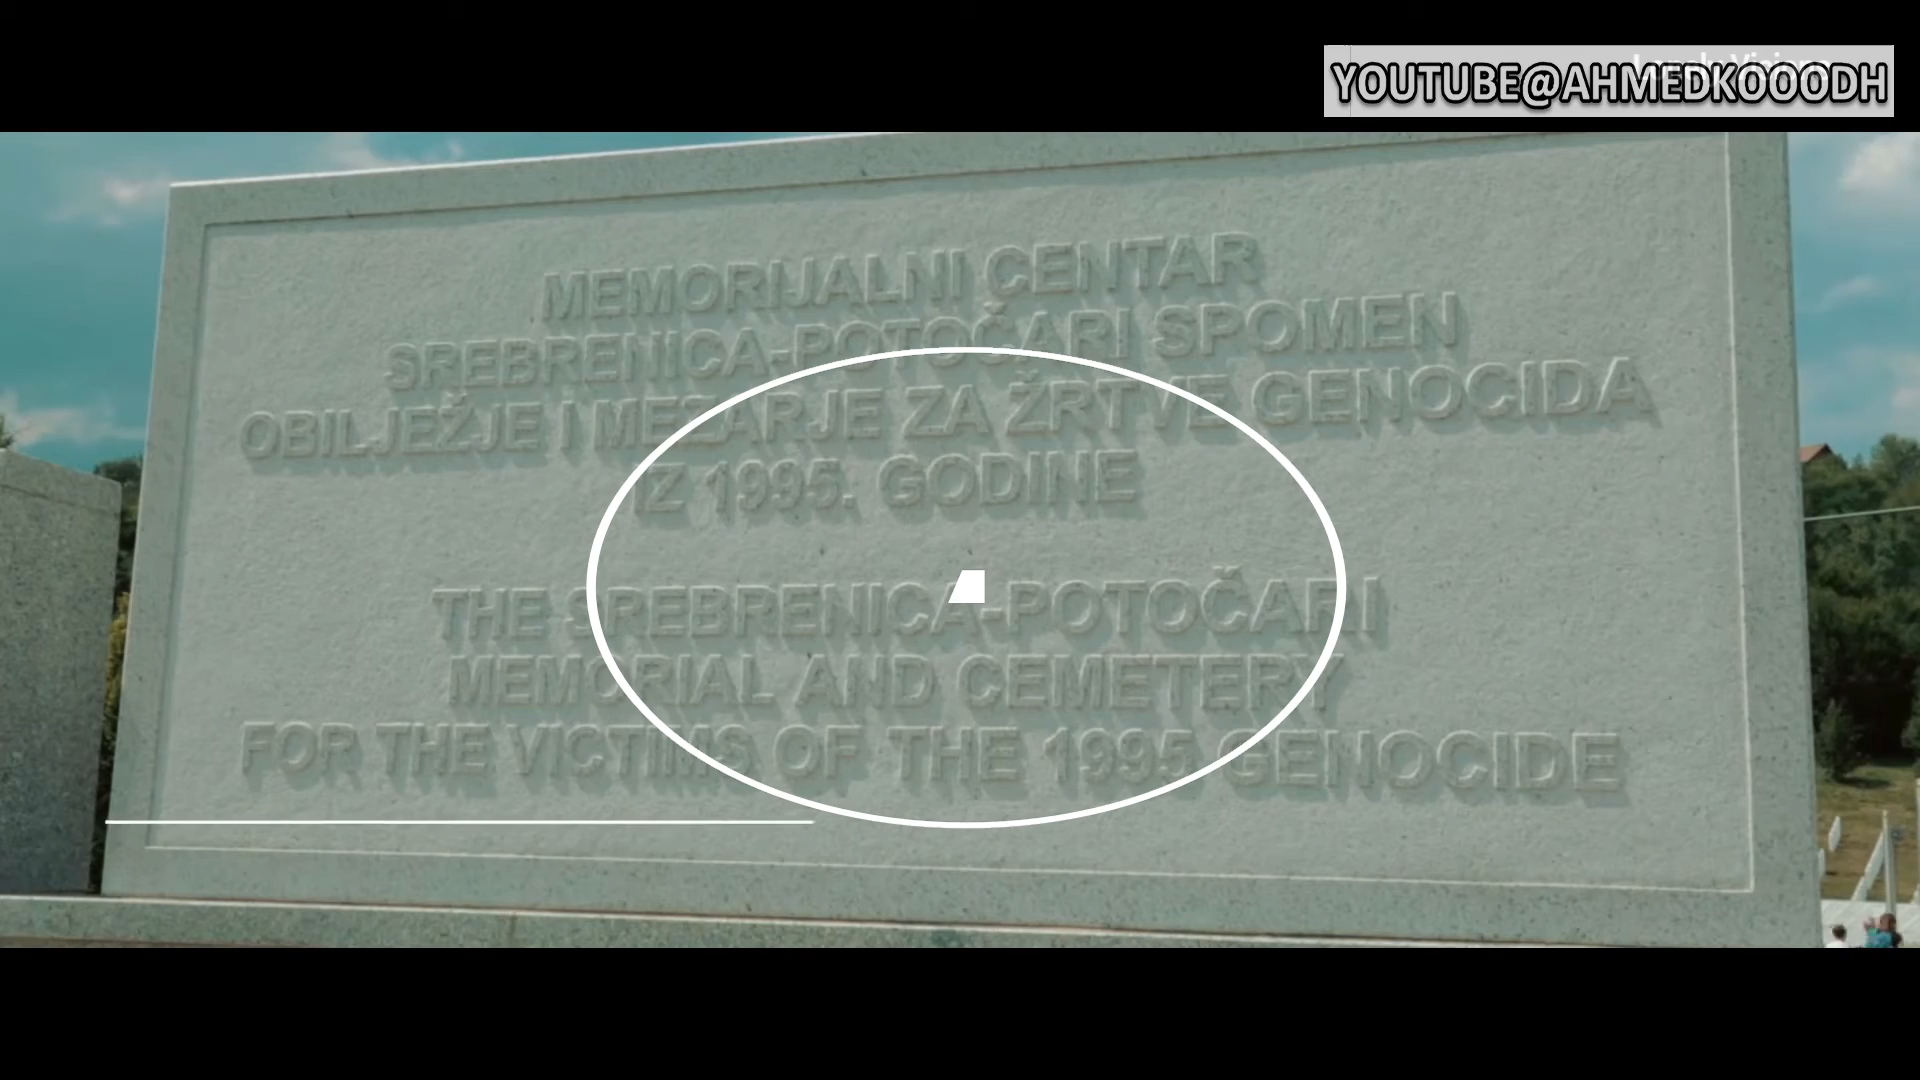 YOUTUBE@AHMEDKOOODH
MEMORIJALNI CENTAR
SREBRENICA-POTOČARI SPOMEN
OBILJEŽJE I MEZARJE ZA ŽRTVE GENOCIDA
IZ 1995. GODINE
THE SREBRENICA-POTOČARI
MEMORIAL AND CEMETERY
FOR THE VICTIMS OF THE 1995 GENOCIDE